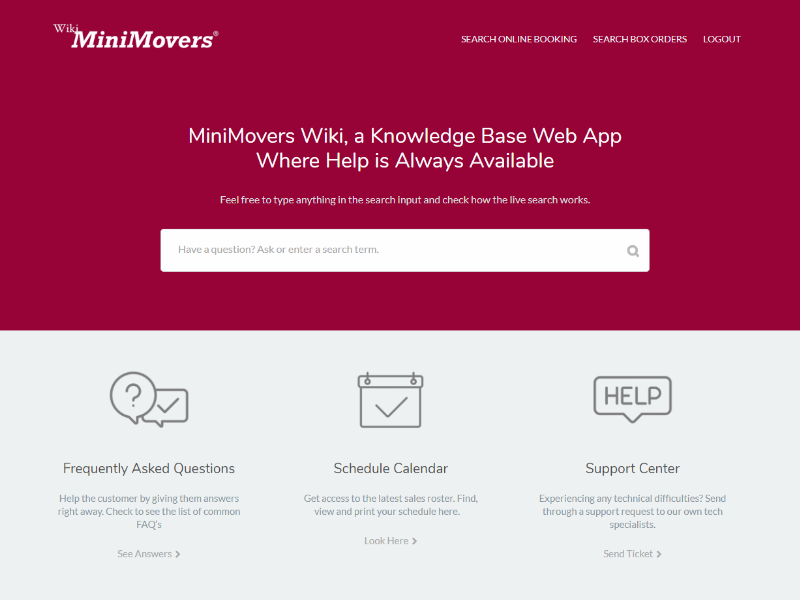 Wiki
MiniMovers®
SEARCH ONLINE BOOKING
SEARCH BOX ORDERS
LOGOUT
MiniMovers Wiki, a Knowledge Base Web App
Where Help is Always Available
Feel free to type anything in the search input and check how the live search works.
Have a question? Ask or enter a search term.
?
HELP
Frequently Asked Questions
Help the customer by giving them answers
right away. Check to see the list of common
FAQ's
See Answers
Schedule Calendar
Get access to the latest sales roster. Find,
view and print your schedule here.
Look Here
Support Center
Experiencing any technical difficulties? Send
through a support request to our own tech
specialists.
Send Ticket